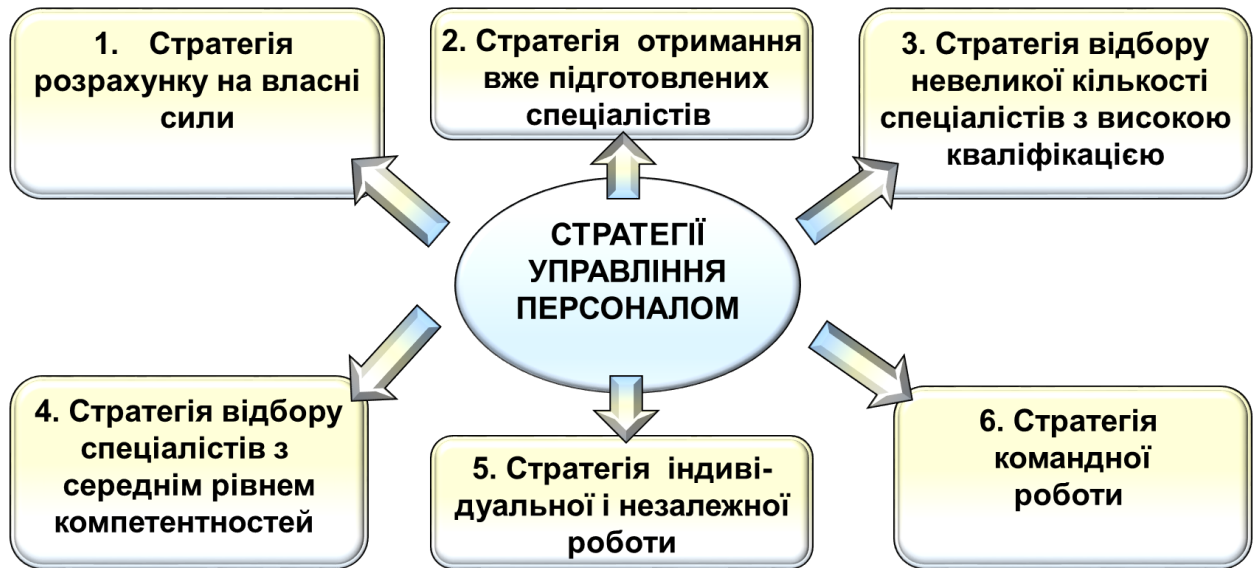 1. Стратегія
розрахунку на власні
сили
2. Стратегія отримання
вже підготовлених
спеціалістів
3. Стратегія відбору
невеликої кількості
спеціалістів з високою
кваліфікацією
СТРАТЕГІЇ
УПРАВЛІННЯ
ПЕРСОНАЛОМ
4. Стратегія відбору
спеціалістів з
середнім рівнем
компетентностей
5. Стратегія індиві-
дуальної і незалежної
роботи
6. Стратегія
командної
роботи